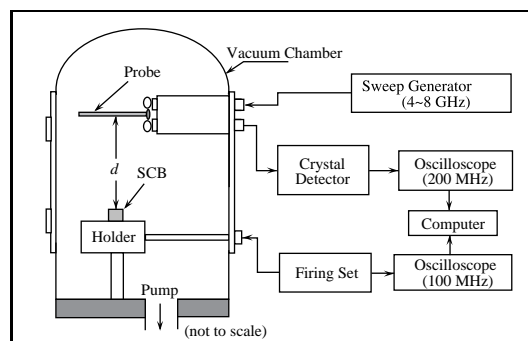 Vacuum Chamber
Probe
Sweep Generator
(4~8 GHz)
d
SCB
Crystal
Detector
Oscilloscope
(200 MHz)
Holder
Computer
Firing Set
Oscilloscope
(100 MHz)
Pump
(not to scale)